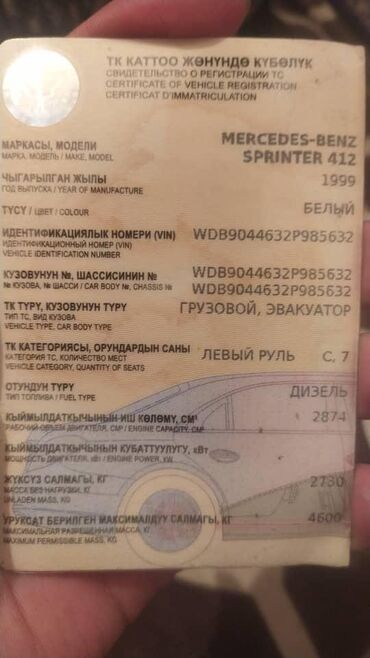 ТК КАТТОО ЖӨНҮНДӨ КҮБӨЛҮК
СВИДЕТЕЛЬСТВО О РЕГИСТРАЦИИ ТС
CERTIFICATE OF VEHICLE REGISTRATION
CERTIFICAT D'IMMATRICULATION
МАРКАСЫ, МОДЕЛИ MERCEDES-BENZ
МАРКА, МОДЕЛЬ / MAKE, MODEL SPRINTER 412
ЧЫГАРЫЛГАН ЖЫЛЫ 1999
ГОД ВЫПУСКА / YEAR OF MANUFACTURE
ТҮСҮ / ЦВЕТ / COLOUR БЕЛЫЙ
ИДЕНТИФИКАЦИЯЛЫК НОМЕРИ (VIN) WDB9044632P985632
ИДЕНТИФИКАЦИОННЫЙ НОМЕР (VIN)
VEHICLE IDENTIFICATION NUMBER
КУЗОВУНУН №, ШАССИСИНИН № WDB9044632P985632
№ КУЗОВА, № ШАССИ / CAR BODY №, CHASSIS № WDB9044632P985632
ТК ТҮРҮ, КУЗОВУНУН ТҮРҮ ГРУЗОВОЙ, ЭВАКУАТОР
ТИП ТС, ВИД КУЗОВА
VEHICLE TYPE, CAR BODY TYPE
ТК КАТЕГОРИЯСЫ, ОРУНДАРДЫН САНЫ ЛЕВЫЙ РУЛЬ C, 7
КАТЕГОРИЯ ТС, КОЛИЧЕСТВО МЕСТ
VEHICLE CATEGORY, QUANTITY OF SEATS
ОТУНДУН ТҮРҮ ДИЗЕЛЬ
ТИП ТОПЛИВА / FUEL TYPE
КЫЙМЫЛДАТКЫЧЫНЫН ИШ КӨЛӨМҮ, СМ³ 2874
РАБОЧИЙ ОБЪЕМ ДВИГАТЕЛЯ, СМ³ / ENGINE CAPACITY, СМ³
КЫЙМЫЛДАТКЫЧЫНЫН КУБАТТУУЛУГУ, кВт
МОЩНОСТЬ ДВИГАТЕЛЯ, кВт / ENGINE POWER, KW
ЖҮКСҮЗ САЛМАГЫ, КГ 2730
МАССА БЕЗ НАГРУЗКИ, КГ
UNLADEN MASS, KG
УРУКСАТ БЕРИЛГЕН МАКСИМАЛДУУ САЛМАГЫ, КГ 4600
МАКСИМАЛЬНАЯ РАЗРЕШЕННАЯ МАССА, КГ
MAXIMUM PERMISSIBLE MASS, KG